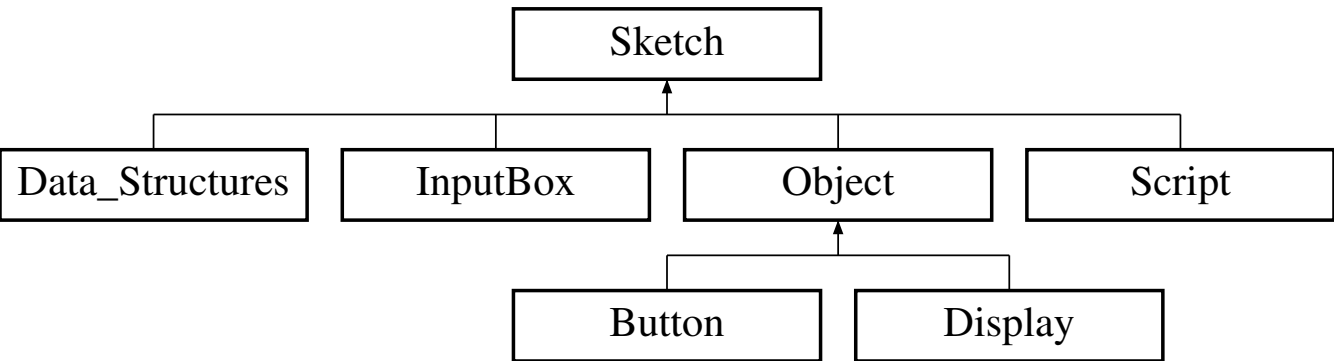 Sketch
Data_Structures
InputBox
Object
Script
Button
Display